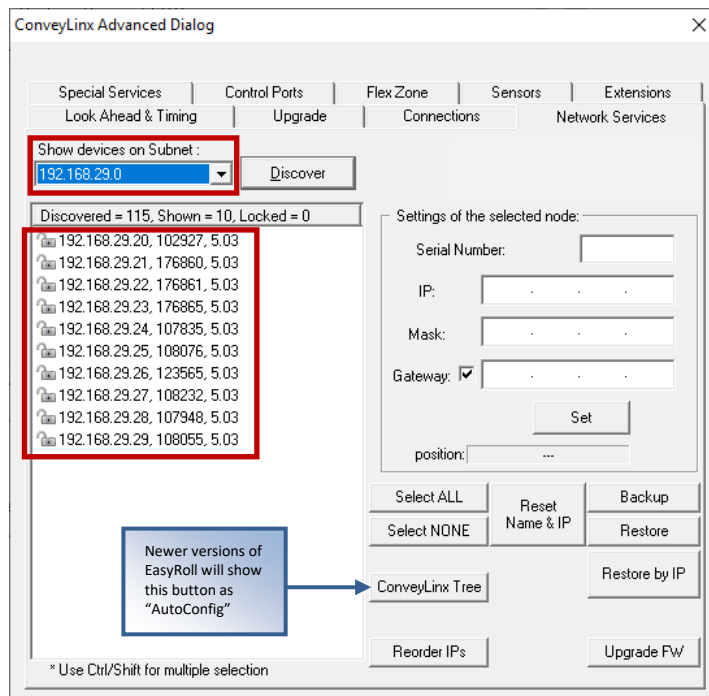 ConveyLinx Advanced Dialog
Special Services
Control Ports
Flex Zone
Sensors
Extensions
Look Ahead & Timing
Upgrade
Connections
Network Services
Show devices on Subnet :
192.168.29.0
Discover
Discovered = 115, Shown = 10, Locked = 0
192.168.29.20, 102927, 5.03
192.168.29.21, 176860, 5.03
192.168.29.22, 176861, 5.03
192.168.29.23, 176865, 5.03
192.168.29.24, 107835, 5.03
192.168.29.25, 108076, 5.03
192.168.29.26, 123565, 5.03
192.168.29.27, 108232, 5.03
192.168.29.28, 107948, 5.03
192.168.29.29, 108055, 5.03
Settings of the selected node:
Serial Number:
IP:
Mask:
Gateway:
Set
position:
---
Select ALL
Reset
Name & IP
Backup
Select NONE
Restore
Newer versions of
EasyRoll will show
this button as
“AutoConfig”
ConveyLinx Tree
Restore by IP
Reorder IPs
Upgrade FW
* Use Ctrl/Shift for multiple selection